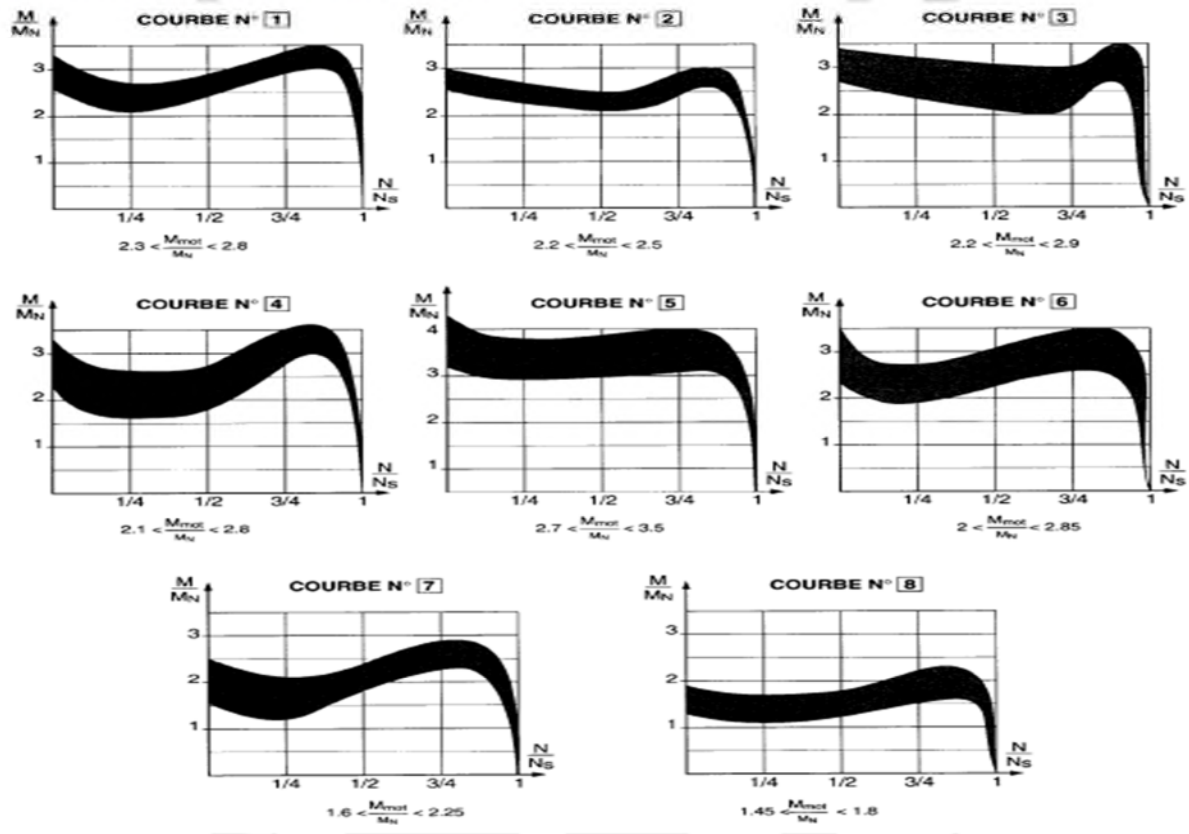 M/MN COURBE N° 1
3
2
1
N/Ns
1/4 1/2 3/4 1
2.3 < Mmot/MN < 2.8
M/MN COURBE N° 2
3
2
1
N/Ns
1/4 1/2 3/4 1
2.2 < Mmot/MN < 2.5
M/MN COURBE N° 3
3
2
1
N/Ns
1/4 1/2 3/4 1
2.2 < Mmot/MN < 2.9
M/MN COURBE N° 4
3
2
1
N/Ns
1/4 1/2 3/4 1
2.1 < Mmot/MN < 2.8
M/MN COURBE N° 5
4
3
2
1
N/Ns
1/4 1/2 3/4 1
2.7 < Mmot/MN < 3.5
M/MN COURBE N° 6
3
2
1
N/Ns
1/4 1/2 3/4 1
2 < Mmot/MN < 2.85
M/MN COURBE N° 7
3
2
1
N/Ns
1/4 1/2 3/4 1
1.6 < Mmot/MN < 2.25
M/MN COURBE N° 8
3
2
1
N/Ns
1/4 1/2 3/4 1
1.45 < Mmot/MN < 1.8